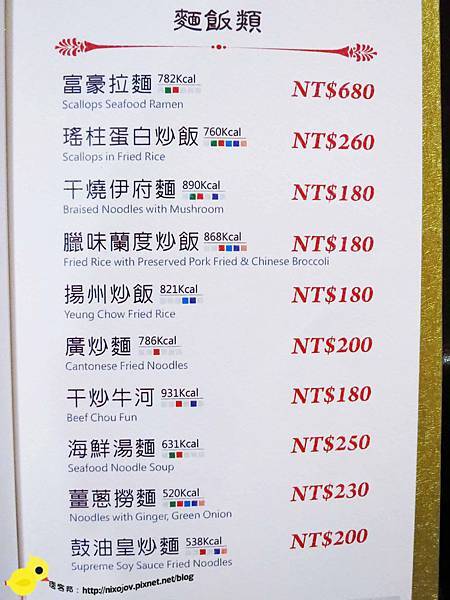 麵飯類
富豪拉麵 782Kcal NT$680
Scallops Seafood Ramen
瑤柱蛋白炒飯 760Kcal NT$260
Scallops in Fried Rice
干燒伊府麵 890Kcal NT$180
Braised Noodles with Mushroom
臘味蘭度炒飯 868Kcal NT$180
Fried Rice with Preserved Pork Fried & Chinese Broccoli
揚州炒飯 821Kcal NT$180
Yeung Chow Fried Rice
廣炒麵 786Kcal NT$200
Cantonese Fried Noodles
干炒牛河 931Kcal NT$180
Beef Chou Fun
海鮮湯麵 631Kcal NT$250
Seafood Noodle Soup
薑蔥撈麵 520Kcal NT$230
Noodles with Ginger, Green Onion
鼓油皇炒麵 538Kcal NT$200
Supreme Soy Sauce Fried Noodles
痞客邦：http://nixojov.pixnet.net/blog